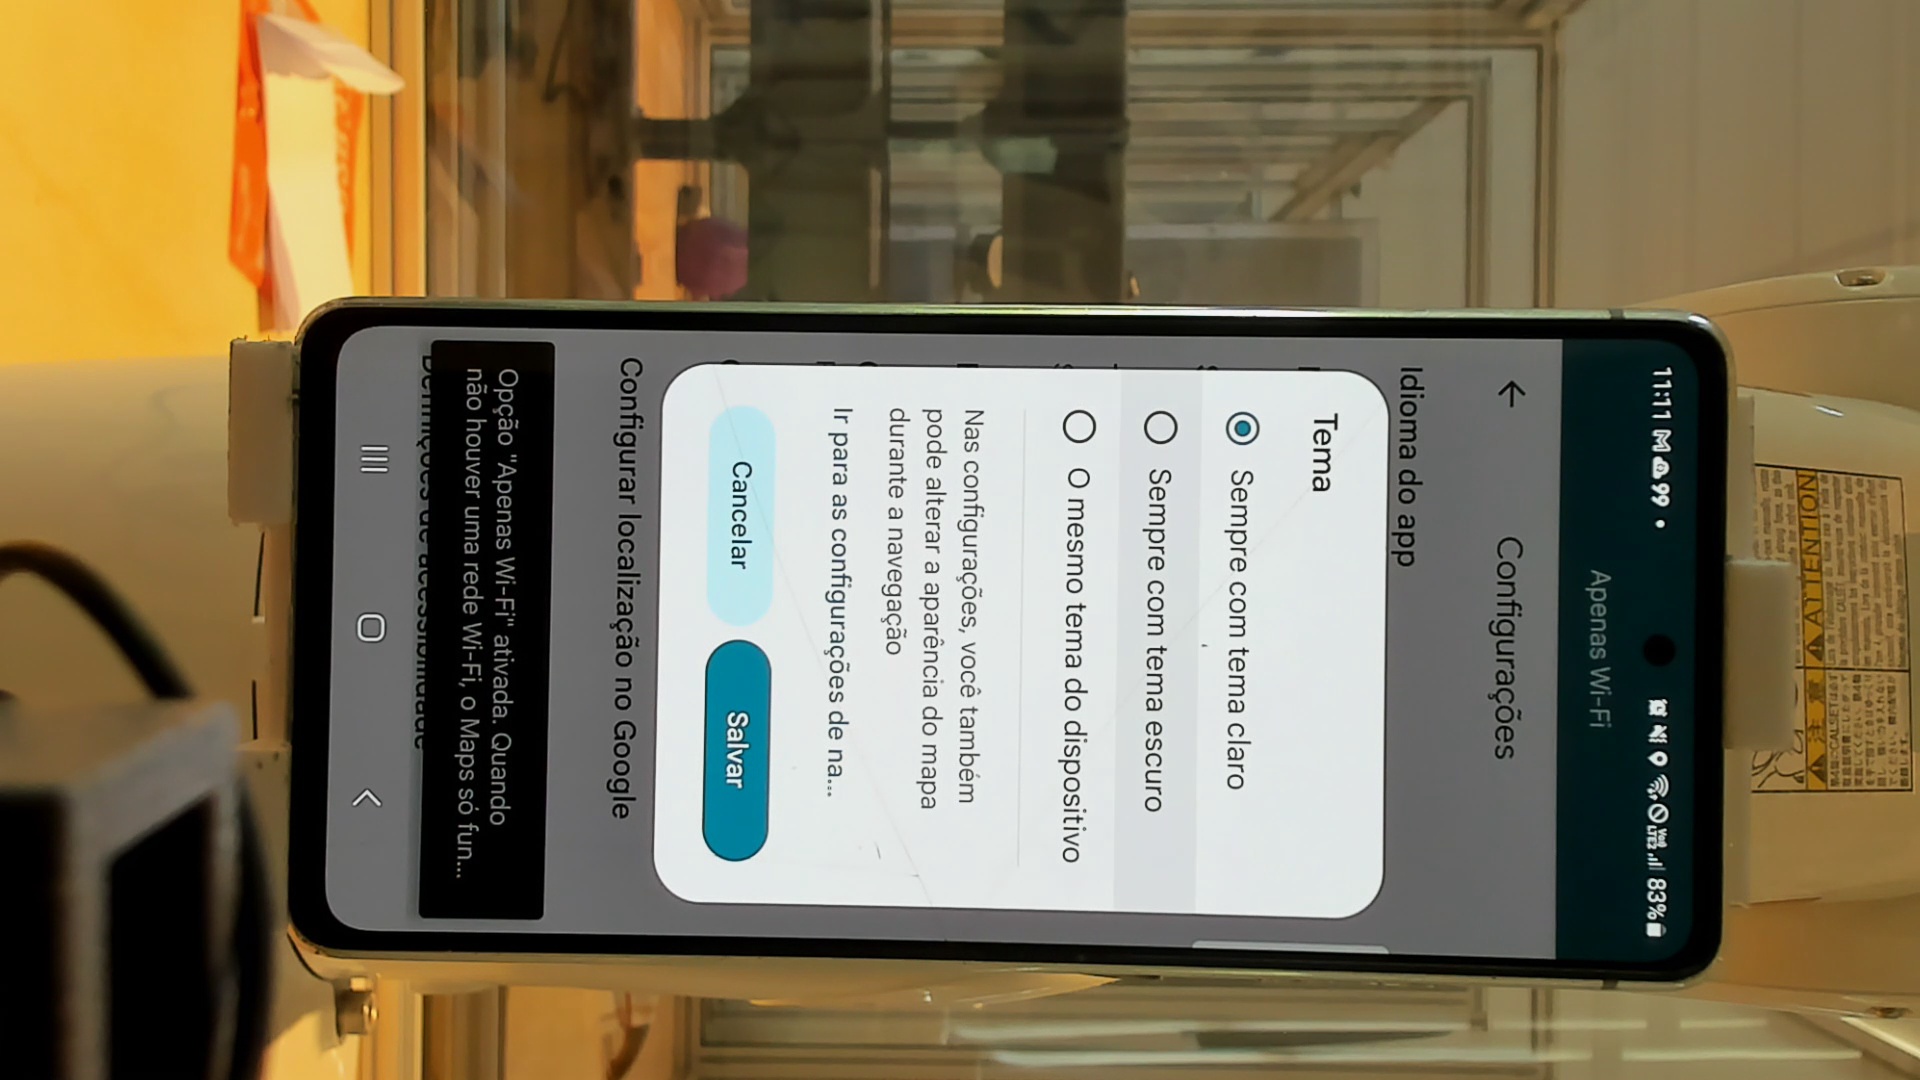 11:11 99 • VoD LTE2 83%
Apenas Wi-Fi
Configurações
Idioma do app
Tema
Sempre com tema claro
Sempre com tema escuro
O mesmo tema do dispositivo
Nas configurações, você também
pode alterar a aparência do mapa
durante a navegação
Ir para as configurações de na...
Cancelar Salvar
Configurar localização no Google
Opção "Apenas Wi-Fi" ativada. Quando
não houver uma rede Wi-Fi, o Maps só fun...
ATTENTION